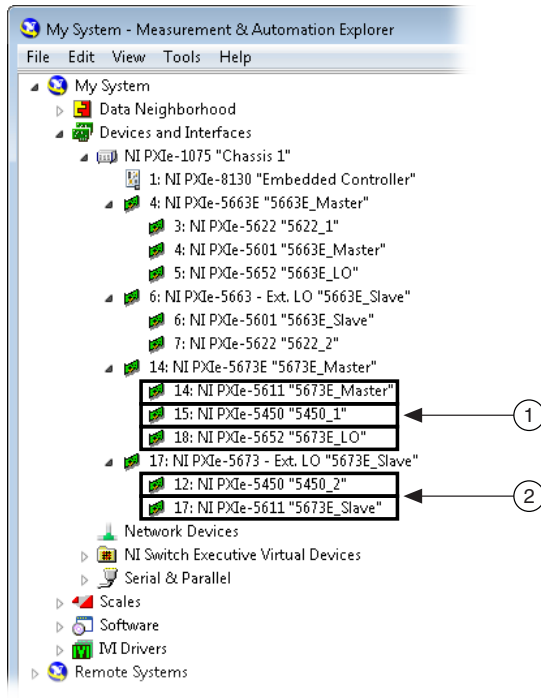 My System - Measurement & Automation Explorer
File Edit View Tools Help
My System
Data Neighborhood
Devices and Interfaces
NI PXIe-1075 "Chassis 1"
1: NI PXIe-8130 "Embedded Controller"
4: NI PXIe-5663E "5663E_Master"
3: NI PXIe-5622 "5622_1"
4: NI PXIe-5601 "5663E_Master"
5: NI PXIe-5652 "5663E_LO"
6: NI PXIe-5663 - Ext. LO "5663E_Slave"
6: NI PXIe-5601 "5663E_Slave"
7: NI PXIe-5622 "5622_2"
14: NI PXIe-5673E "5673E_Master"
14: NI PXIe-5611 "5673E_Master"
15: NI PXIe-5450 "5450_1"
1
18: NI PXIe-5652 "5673E_LO"
17: NI PXIe-5673 - Ext. LO "5673E_Slave"
12: NI PXIe-5450 "5450_2"
2
17: NI PXIe-5611 "5673E_Slave"
Network Devices
NI Switch Executive Virtual Devices
Serial & Parallel
Scales
Software
IVI Drivers
Remote Systems